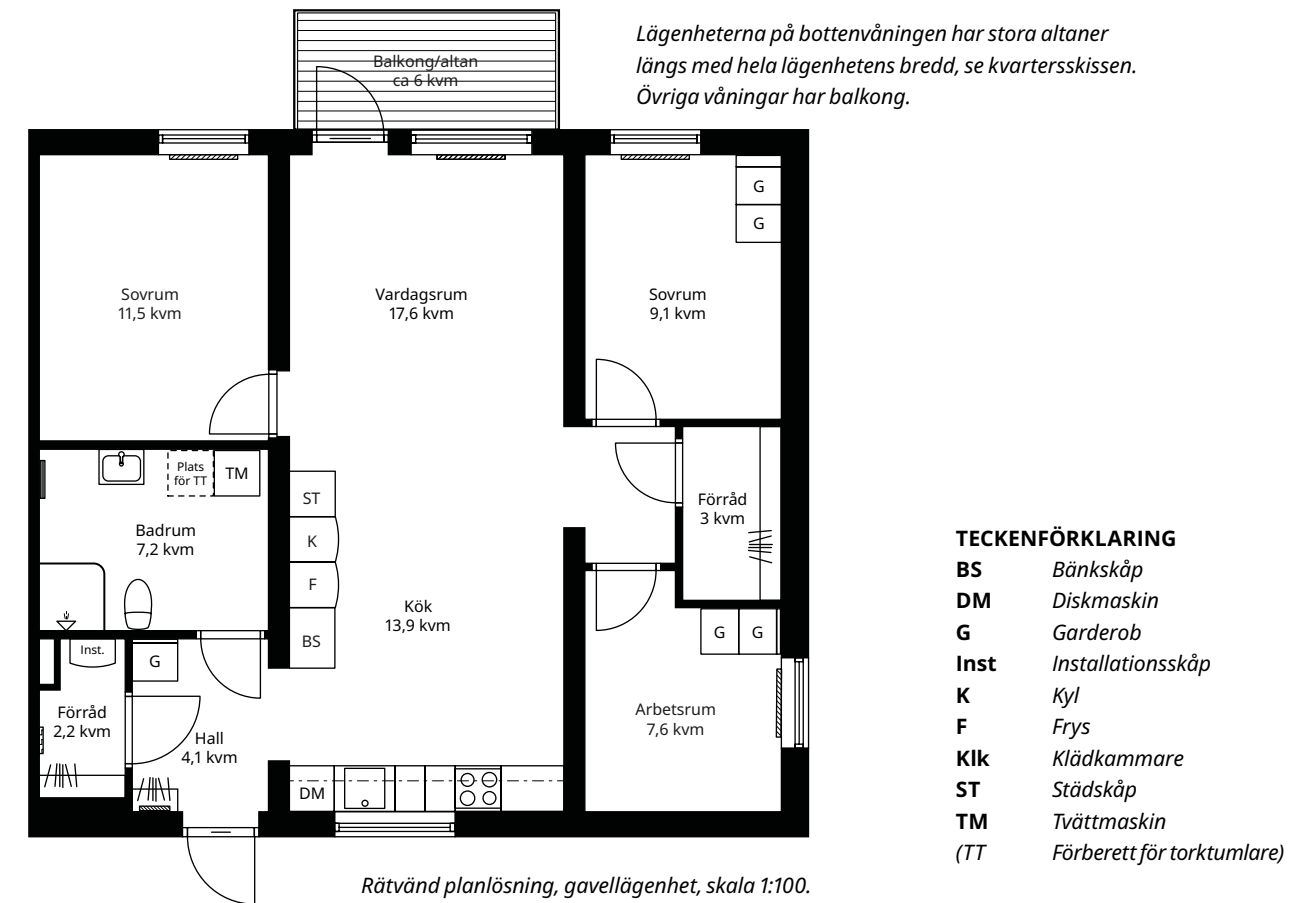 Balkong/altan
ca 6 kvm
Lägenheterna på bottenvåningen har stora altaner
längs med hela lägenhetens bredd, se kvartersskissen.
Övriga våningar har balkong.
G
G
Sovrum
11,5 kvm
Vardagsrum
17,6 kvm
Sovrum
9,1 kvm
Plats
för TT
TM
ST
K
F
BS
Badrum
7,2 kvm
Förråd
3 kvm
Kök
13,9 kvm
G
G
Inst.
G
Förråd
2,2 kvm
Hall
4,1 kvm
Arbetsrum
7,6 kvm
DM
Rätvänd planlösning, gavellägenhet, skala 1:100.
TECKENFÖRKLARING
BS Bänkskåp
DM Diskmaskin
G Garderob
Inst Installationsskåp
K Kyl
F Frys
Klk Klädkammare
ST Städskåp
TM Tvättmaskin
(TT Förberett för torktumlare)